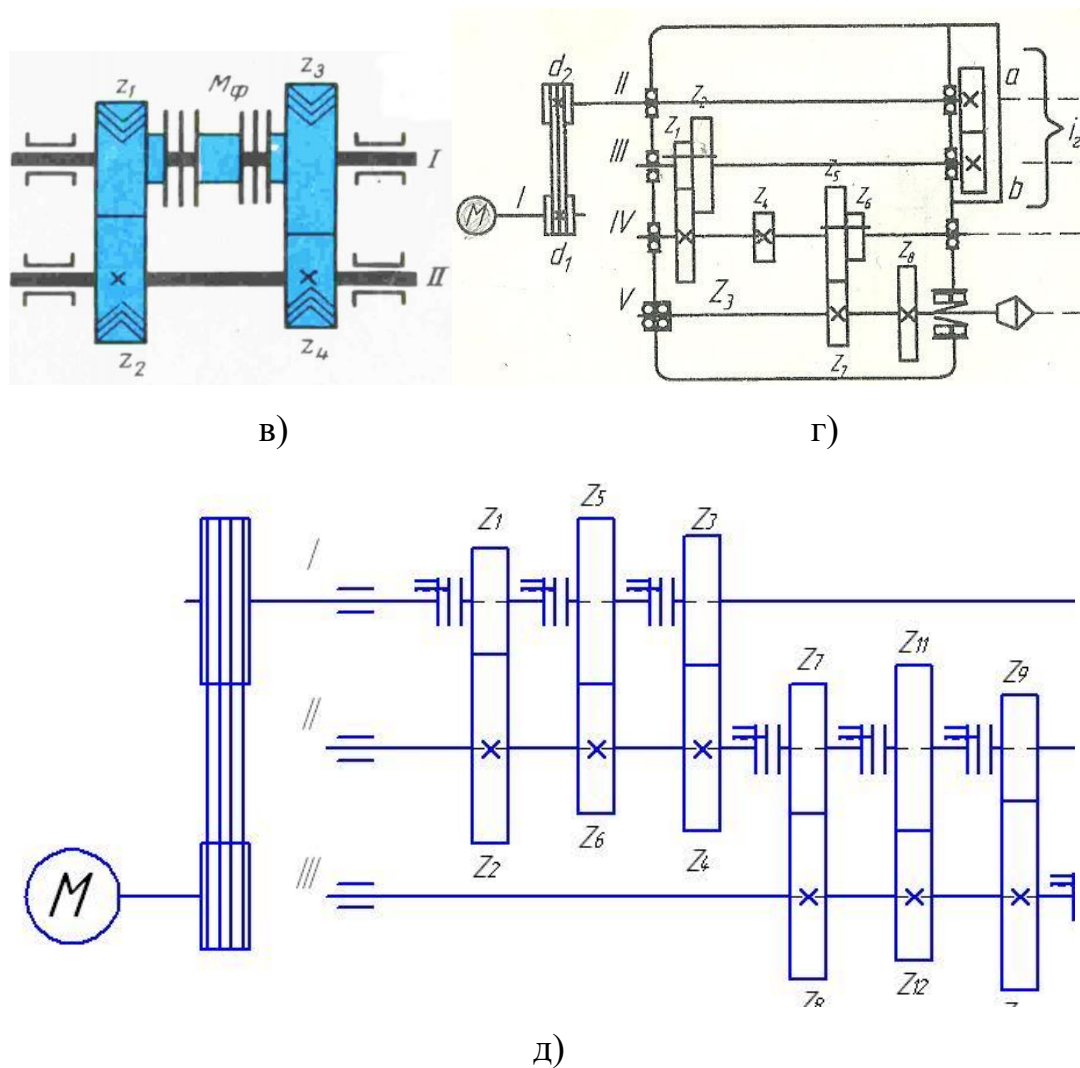 z1 Mф z3
I
II
z2 z4
в)
d2 II a
Z2
Z1
III
i2
Z5
b
Z4 Z6
M I
IV
d1
Z8
V Z3
Z7
г)
Z1 Z5 Z3
I
Z7 Z11 Z9
II
Z2 Z6 Z4
M III
Z8 Z12
д)